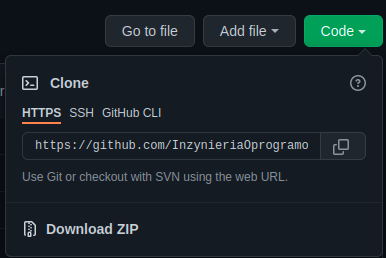 Go to file Add file Code
Clone
HTTPS SSH GitHub CLI
https://github.com/InzynieriaOprogramo
Use Git or checkout with SVN using the web URL.
Download ZIP